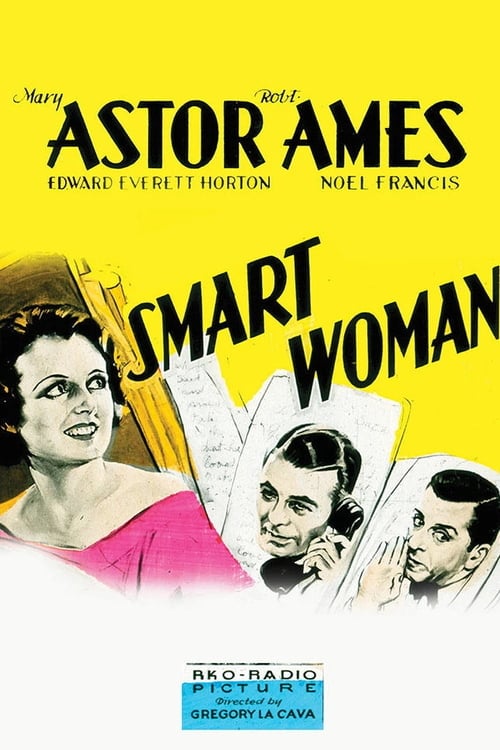 Mary Robt.
ASTOR AMES
EDWARD EVERETT HORTON NOEL FRANCIS
SMART
WOMAN
RKO-RADIO
PICTURE
Directed by
GREGORY LA CAVA